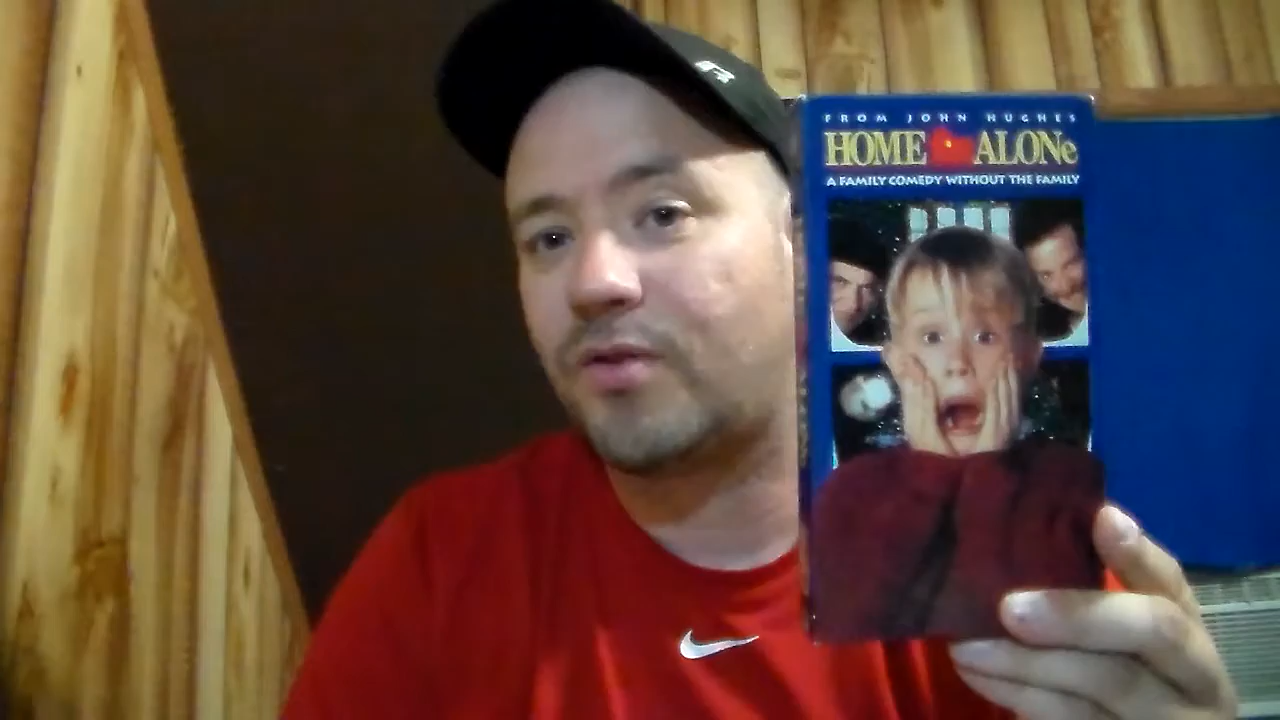 FROM JOHN HUGHES
HOME ALONe
A FAMILY COMEDY WITHOUT THE FAMILY